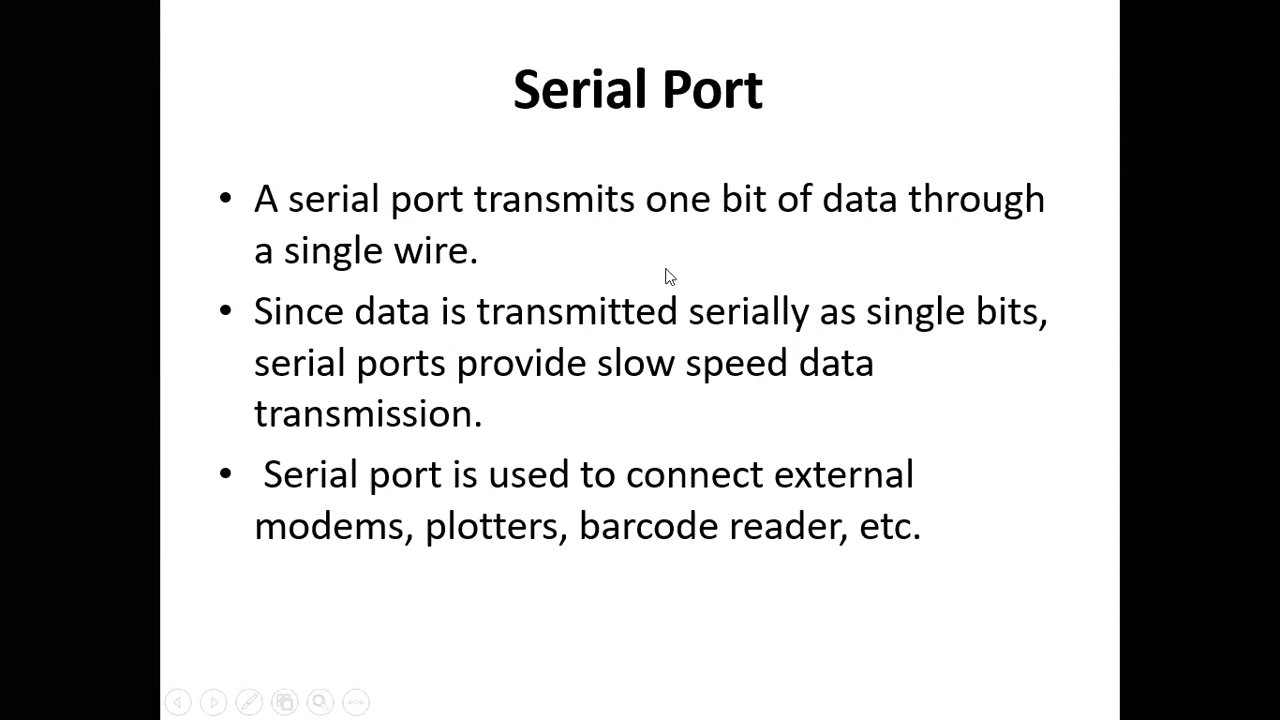 Serial Port
• A serial port transmits one bit of data through
a single wire.
• Since data is transmitted serially as single bits,
serial ports provide slow speed data
transmission.
• Serial port is used to connect external
modems, plotters, barcode reader, etc.